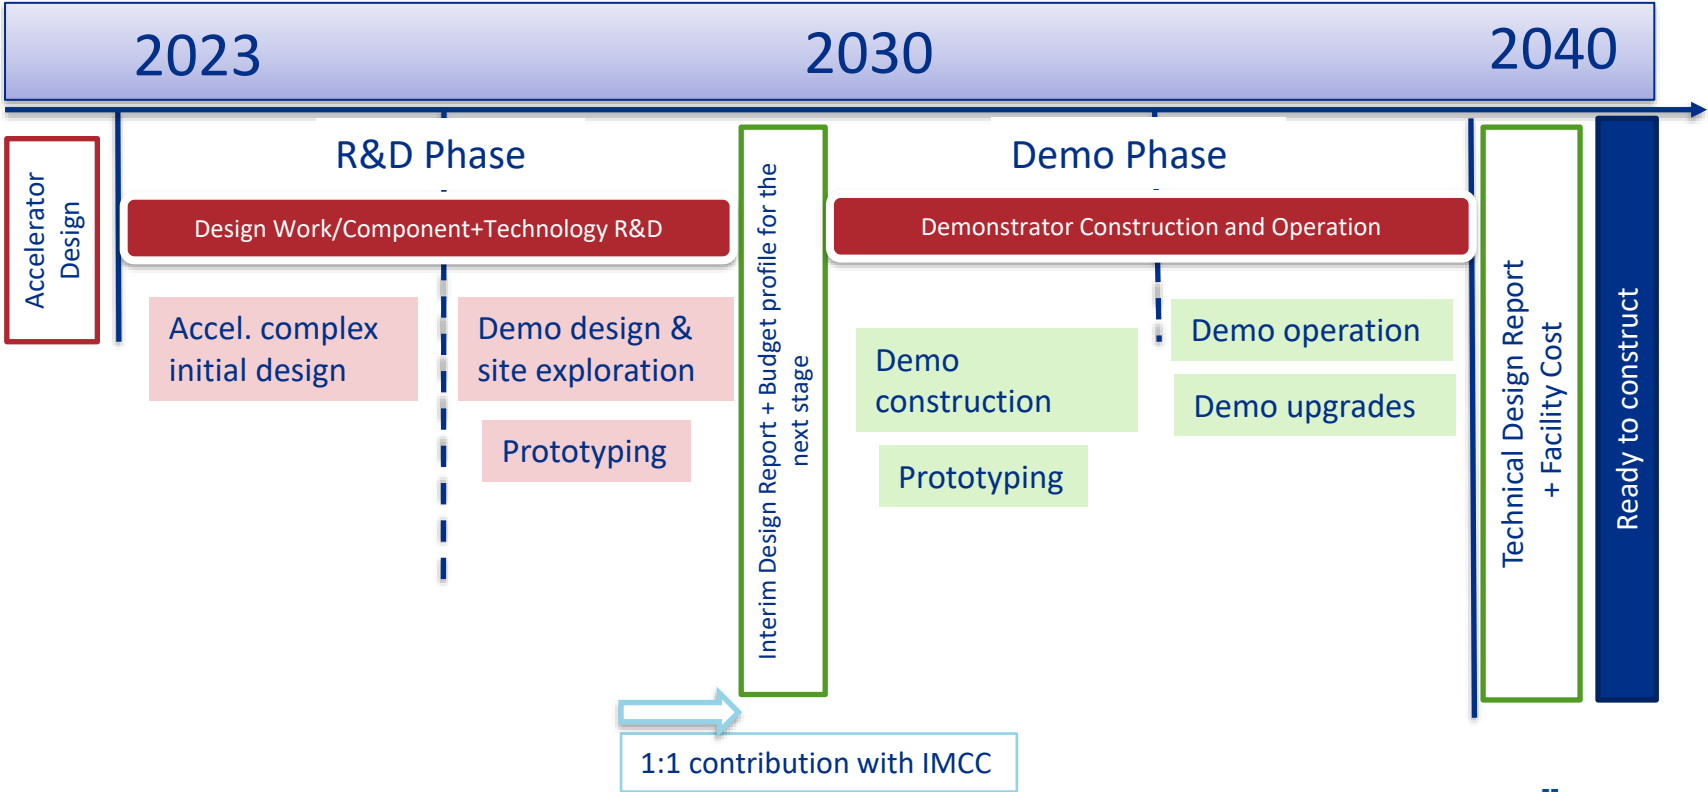 2023
2030
2040
Accelerator
Design
R&D Phase
Design Work/Component+Technology R&D
Accel. complex
initial design
Demo design &
site exploration
Prototyping
Interim Design Report + Budget profile for the
next stage
Demo Phase
Demonstrator Construction and Operation
Demo
construction
Prototyping
Demo operation
Demo upgrades
Technical Design Report
+ Facility Cost
Ready to construct
1:1 contribution with IMCC